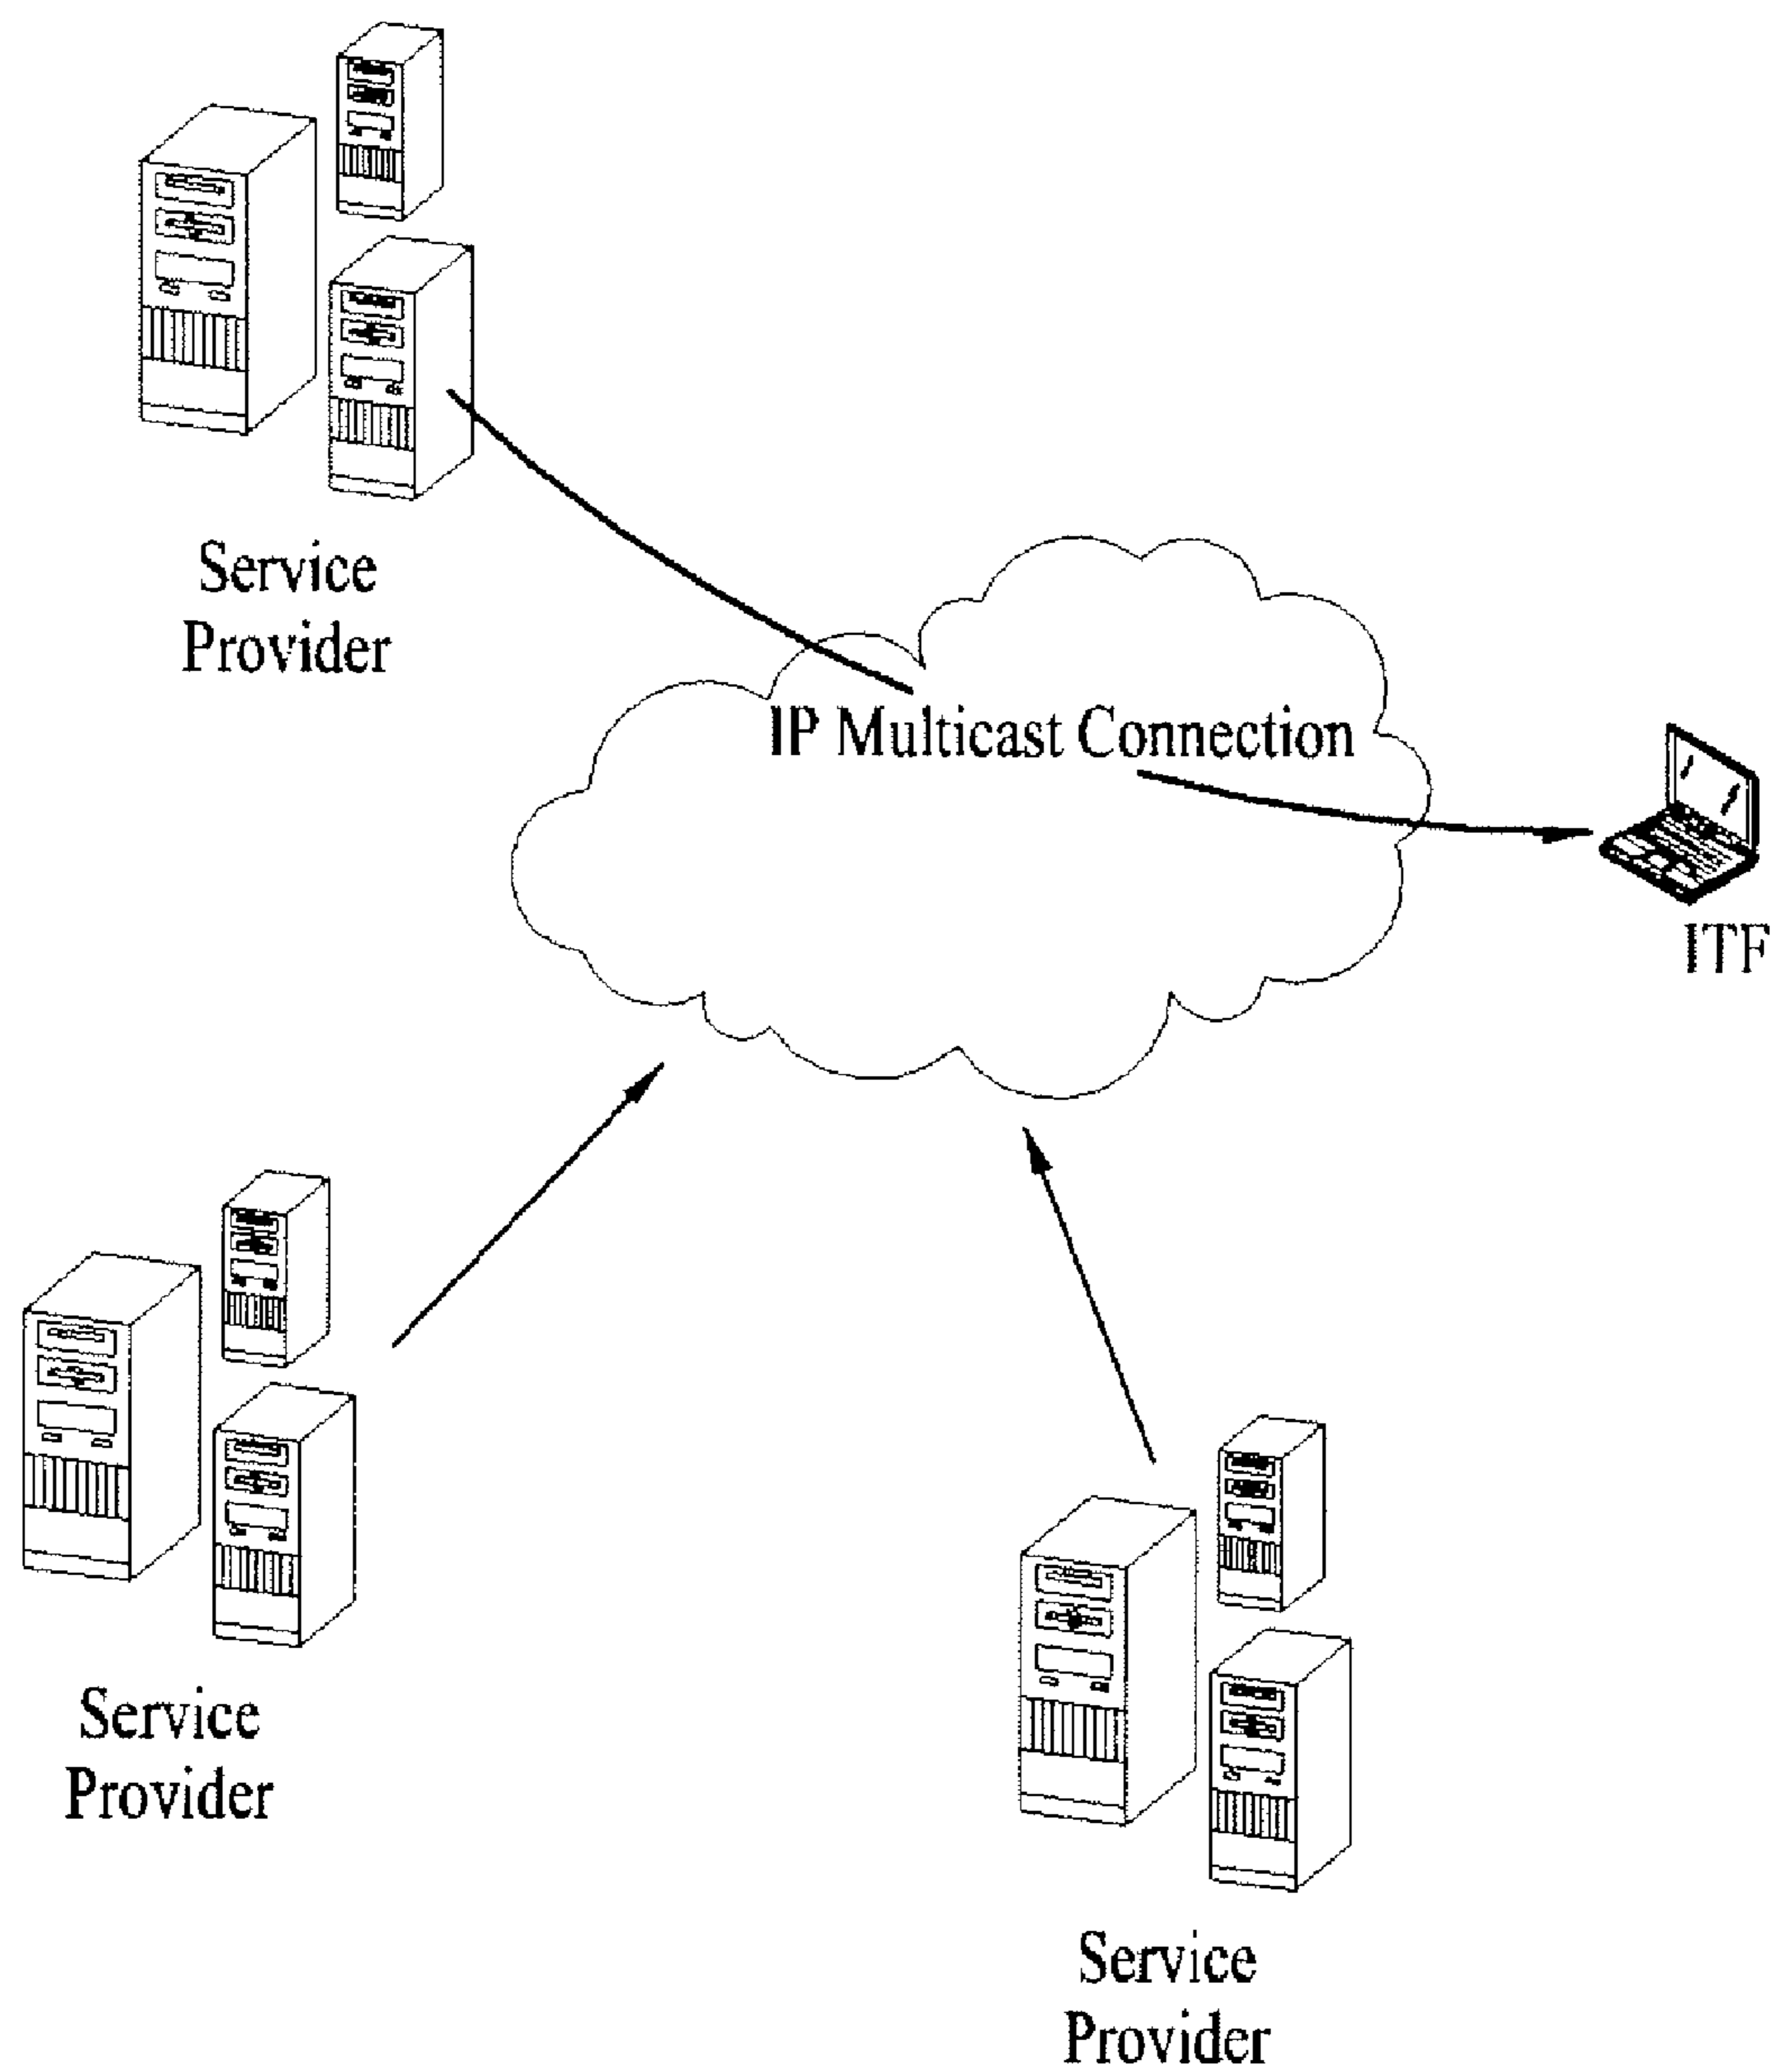 Service
Provider
IP Multicast Connection
ITF
Service
Provider
Service
Provider